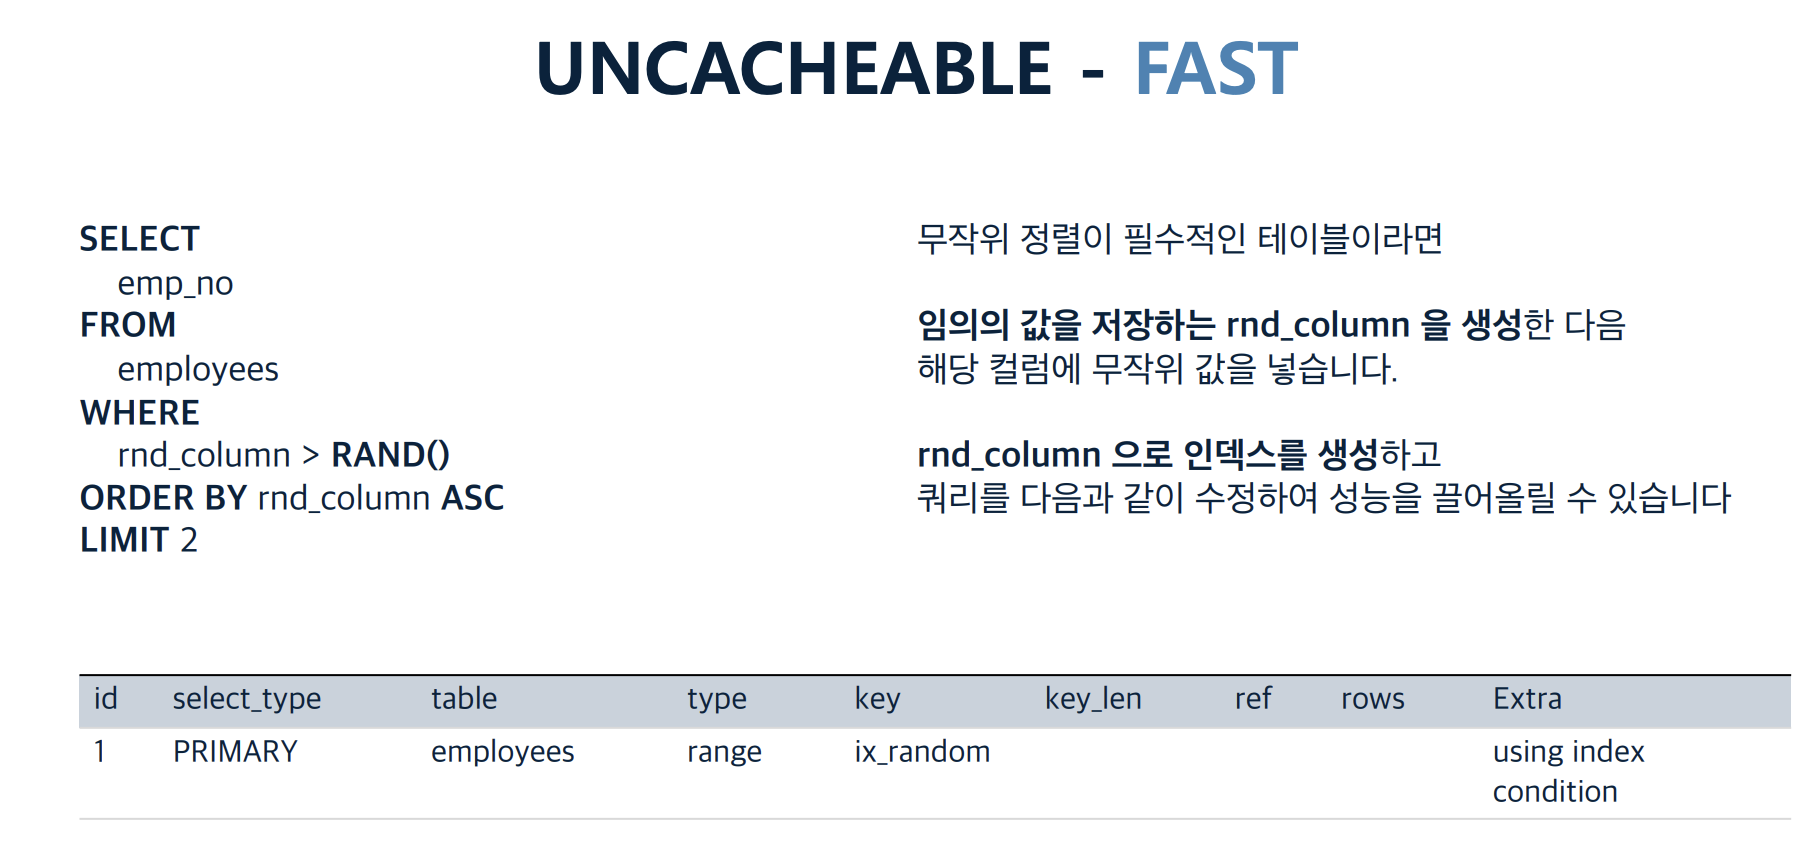 UNCACHEABLE - FAST
SELECT
emp_no
FROM
employees
WHERE
rnd_column > RAND()
ORDER BY rnd_column ASC
LIMIT 2
무작위 정렬이 필수적인 테이블이라면
임의의 값을 저장하는 rnd_column 을 생성한 다음
해당 컬럼에 무작위 값을 넣습니다.
rnd_column 으로 인덱스를 생성하고
쿼리를 다음과 같이 수정하여 성능을 끌어올릴 수 있습니다
id select_type table type key key_len ref rows Extra
1 PRIMARY employees range ix_random using index
condition